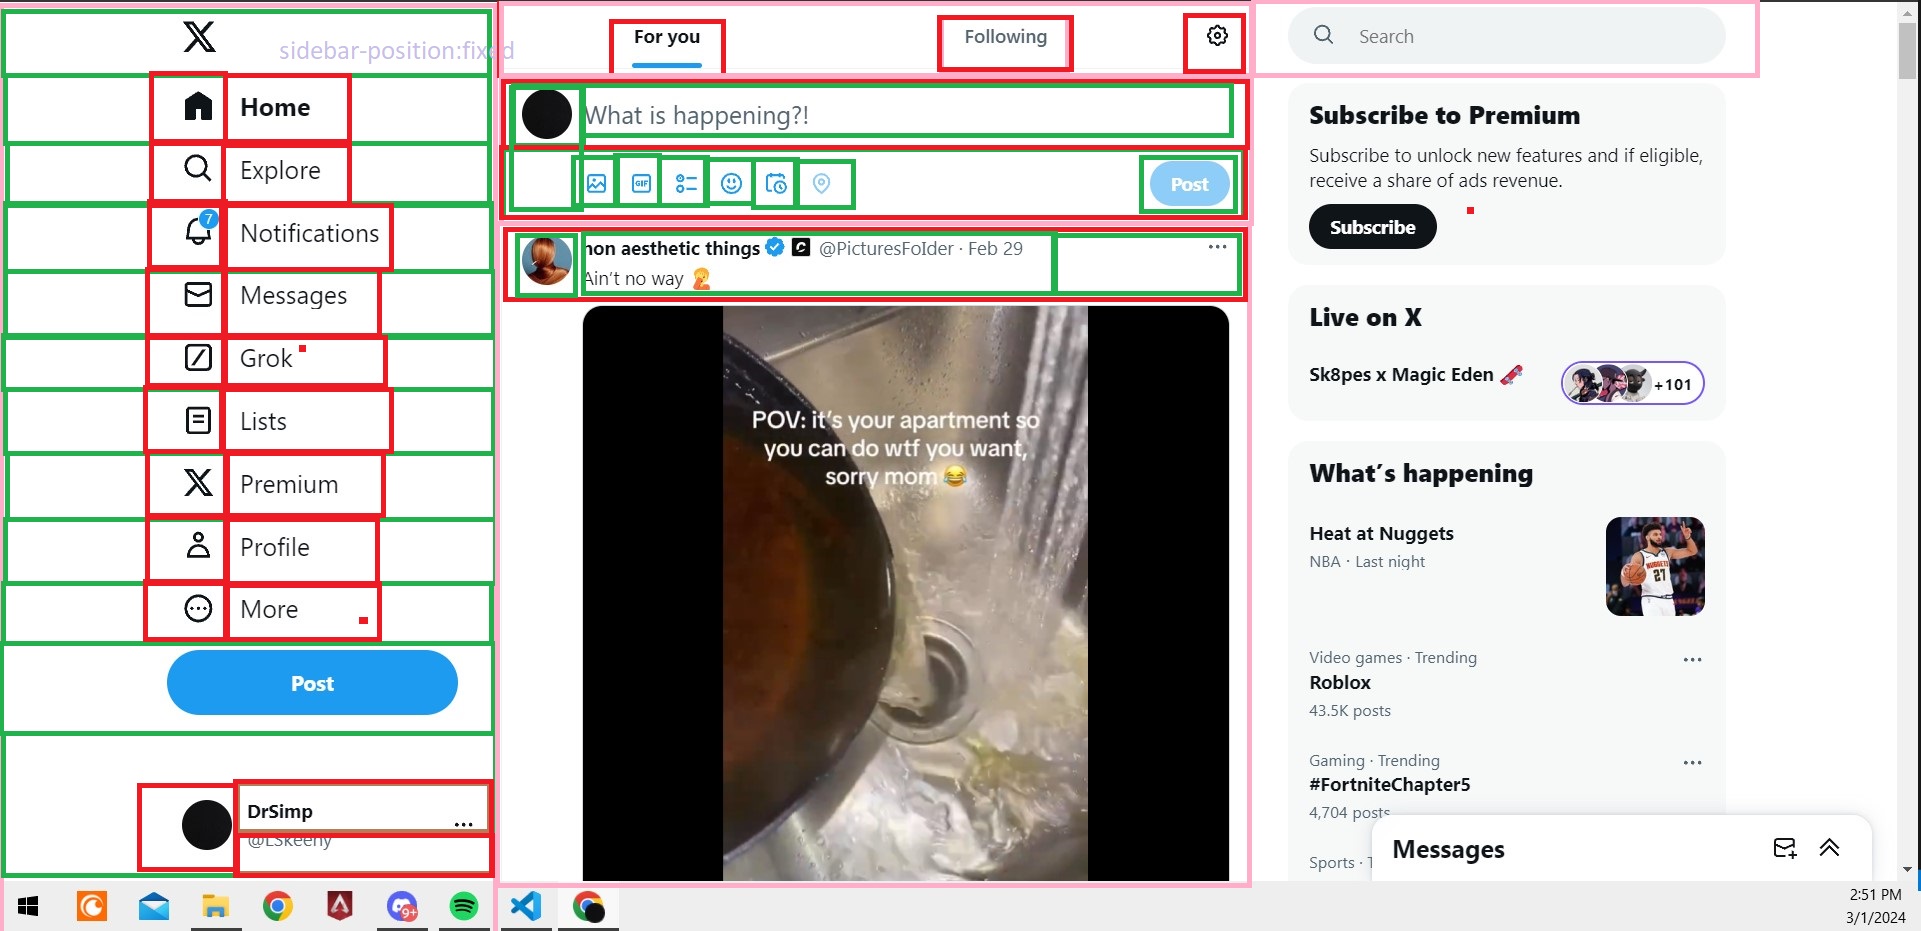 sidebar-position:fixed
Home
Explore
7
Notifications
Messages
Grok
Lists
Premium
Profile
More
Post
DrSimp
@LSkeeny
For you
Following
What is happening?!
GIF
Post
non aesthetic things @PicturesFolder · Feb 29
Ain't no way 🤦
POV: it's your apartment so
you can do wtf you want,
sorry mom 😂
Search
Subscribe to Premium
Subscribe to unlock new features and if eligible,
receive a share of ads revenue.
Subscribe
Live on X
Sk8pes x Magic Eden 🛹
+101
What's happening
Heat at Nuggets
NBA · Last night
NUGGETS
27
Video games · Trending
Roblox
43.5K posts
Gaming · Trending
#FortniteChapter5
4,704 posts
Sports ·
Messages
9+
2:51 PM
3/1/2024